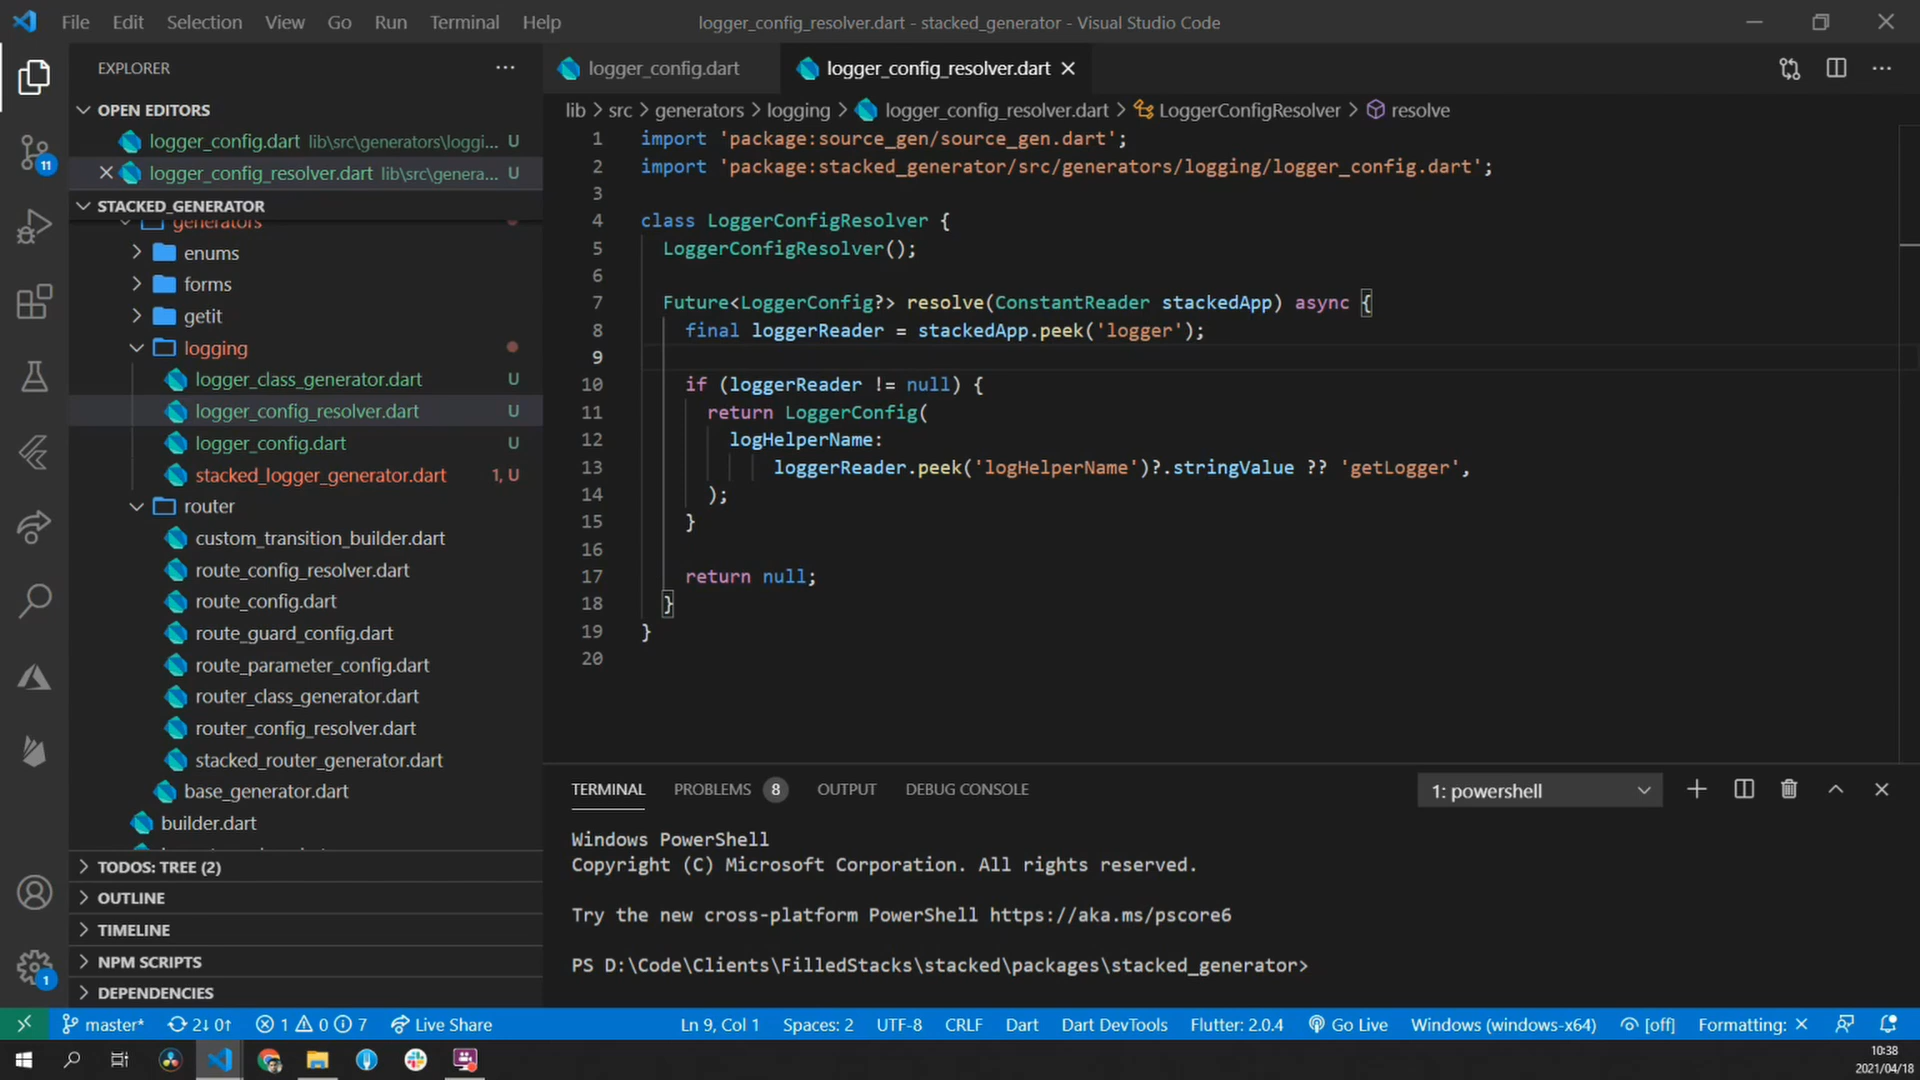 File Edit Selection View Go Run Terminal Help
logger_config_resolver.dart - stacked_generator - Visual Studio Code
EXPLORER
OPEN EDITORS
logger_config.dart lib\src\generators\loggi... U
logger_config_resolver.dart lib\src\genera... U
STACKED_GENERATOR
generators
enums
forms
getit
logging
logger_class_generator.dart U
logger_config_resolver.dart U
logger_config.dart U
stacked_logger_generator.dart 1, U
router
custom_transition_builder.dart
route_config_resolver.dart
route_config.dart
route_guard_config.dart
route_parameter_config.dart
router_class_generator.dart
router_config_resolver.dart
stacked_router_generator.dart
base_generator.dart
builder.dart
TODOS: TREE (2)
OUTLINE
TIMELINE
NPM SCRIPTS
DEPENDENCIES
11
1
logger_config.dart
logger_config_resolver.dart
lib > src > generators > logging > logger_config_resolver.dart > LoggerConfigResolver > resolve
1 import 'package:source_gen/source_gen.dart';
2 import 'package:stacked_generator/src/generators/logging/logger_config.dart';
3
4 class LoggerConfigResolver {
5 LoggerConfigResolver();
6
7 Future<LoggerConfig?> resolve(ConstantReader stackedApp) async {
8 final loggerReader = stackedApp.peek('logger');
9
10 if (loggerReader != null) {
11 return LoggerConfig(
12 logHelperName:
13 loggerReader.peek('logHelperName')?.stringValue ?? 'getLogger',
14 );
15 }
16
17 return null;
18 }
19 }
20
TERMINAL PROBLEMS 8 OUTPUT DEBUG CONSOLE
1: powershell
Windows PowerShell
Copyright (C) Microsoft Corporation. All rights reserved.
Try the new cross-platform PowerShell https://aka.ms/pscore6
PS D:\Code\Clients\FilledStacks\stacked\packages\stacked_generator>
master* 2↓ 0↑ 1 0 7 Live Share
Ln 9, Col 1 Spaces: 2 UTF-8 CRLF Dart Dart DevTools Flutter: 2.0.4 Go Live Windows (windows-x64) [off] Formatting: ×
10:38
2021/04/18